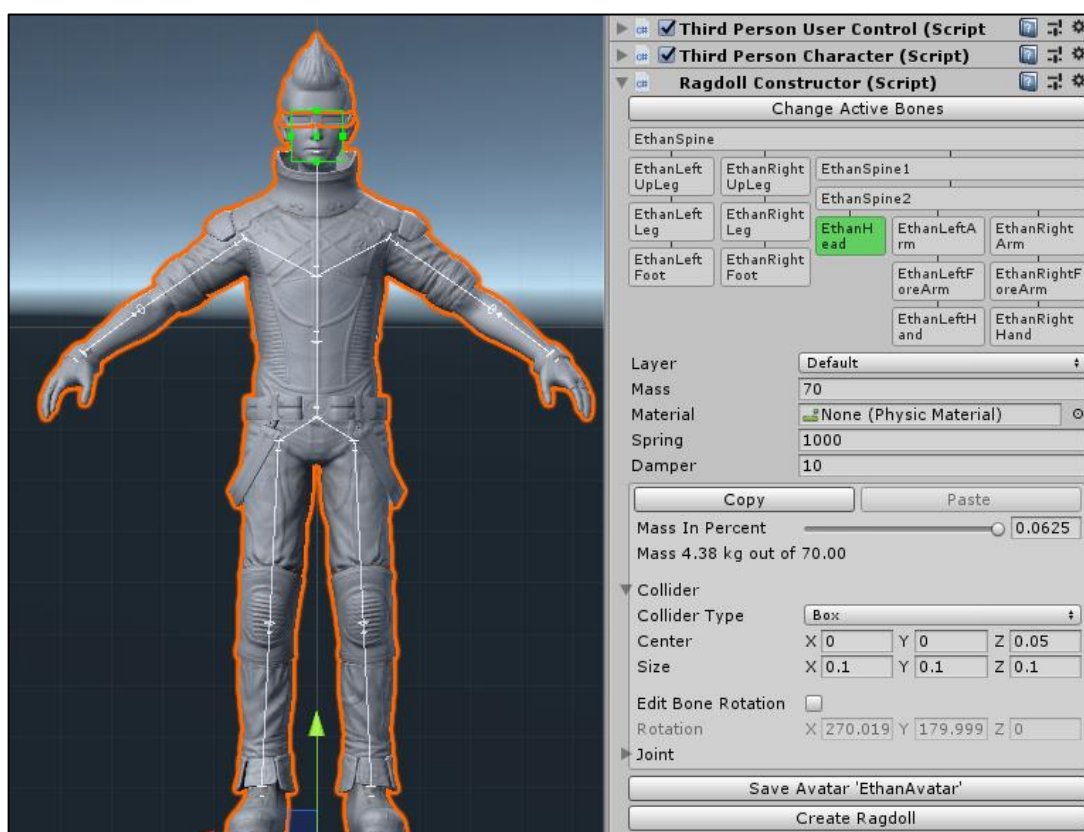 Third Person User Control (Script
Third Person Character (Script)
Ragdoll Constructor (Script)
Change Active Bones
EthanSpine
EthanLeft
UpLeg
EthanRight
UpLeg
EthanSpine1
EthanSpine2
EthanLeft
Leg
EthanRight
Leg
EthanH
ead
EthanLeftA
rm
EthanRight
Arm
EthanLeft
Foot
EthanRight
Foot
EthanLeftF
oreArm
EthanRightF
oreArm
EthanLeftH
and
EthanRight
Hand
Layer Default
Mass 70
Material None (Physic Material)
Spring 1000
Damper 10
Copy Paste
Mass In Percent 0.0625
Mass 4.38 kg out of 70.00
Collider
Collider Type Box
Center X 0 Y 0 Z 0.05
Size X 0.1 Y 0.1 Z 0.1
Edit Bone Rotation
Rotation X 270.019 Y 179.999 Z 0
Joint
Save Avatar 'EthanAvatar'
Create Ragdoll